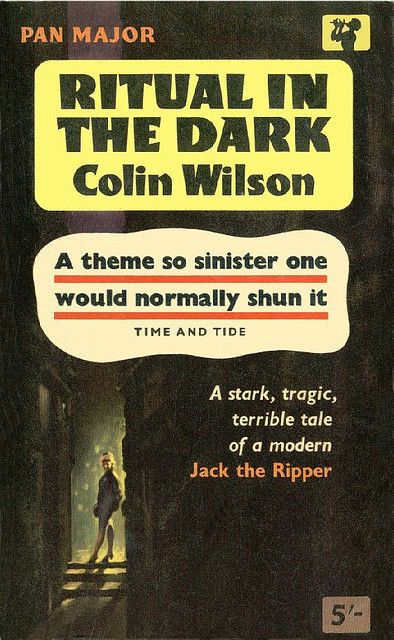 PAN MAJOR
RITUAL IN
THE DARK
Colin Wilson
A theme so sinister one
would normally shun it
TIME AND TIDE
A stark, tragic,
terrible tale
of a modern
Jack the Ripper
5/-